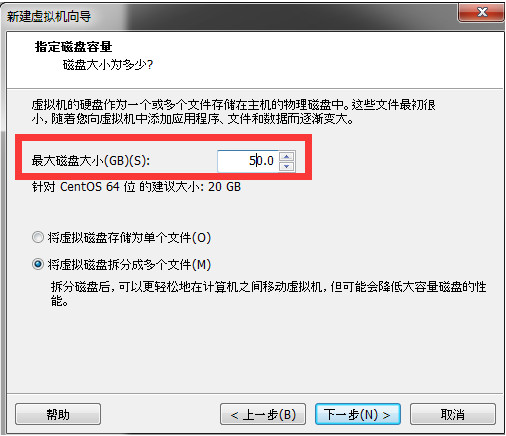 新建虚拟机向导
指定磁盘容量
磁盘大小为多少?
虚拟机的硬盘作为一个或多个文件存储在主机的物理磁盘中。这些文件最初很
小，随着您向虚拟机中添加应用程序、文件和数据而逐渐变大。
最大磁盘大小(GB)(S): 50.0
针对 CentOS 64 位 的建议大小: 20 GB
将虚拟磁盘存储为单个文件(O)
将虚拟磁盘拆分成多个文件(M)
拆分磁盘后，可以更轻松地在计算机之间移动虚拟机，但可能会降低大容量磁盘的性
能。
帮助 < 上一步(B) 下一步(N) > 取消